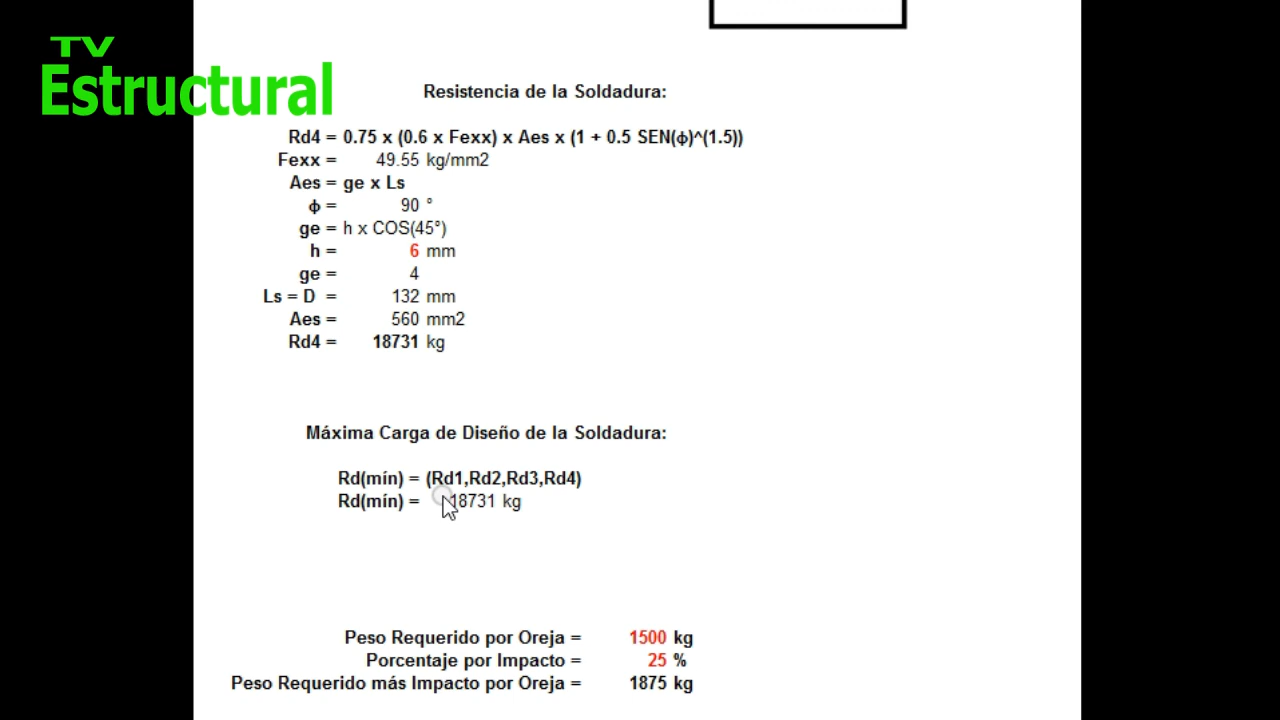 TV
Estructural
Resistencia de la Soldadura:
Rd4 = 0.75 x (0.6 x Fexx) x Aes x (1 + 0.5 SEN(ϕ)^(1.5))
Fexx = 49.55 kg/mm2
Aes = ge x Ls
ϕ = 90 °
ge = h x COS(45°)
h = 6 mm
ge = 4
Ls = D = 132 mm
Aes = 560 mm2
Rd4 = 18731 kg
Máxima Carga de Diseño de la Soldadura:
Rd(mín) = (Rd1,Rd2,Rd3,Rd4)
Rd(mín) = 18731 kg
Peso Requerido por Oreja = 1500 kg
Porcentaje por Impacto = 25 %
Peso Requerido más Impacto por Oreja = 1875 kg